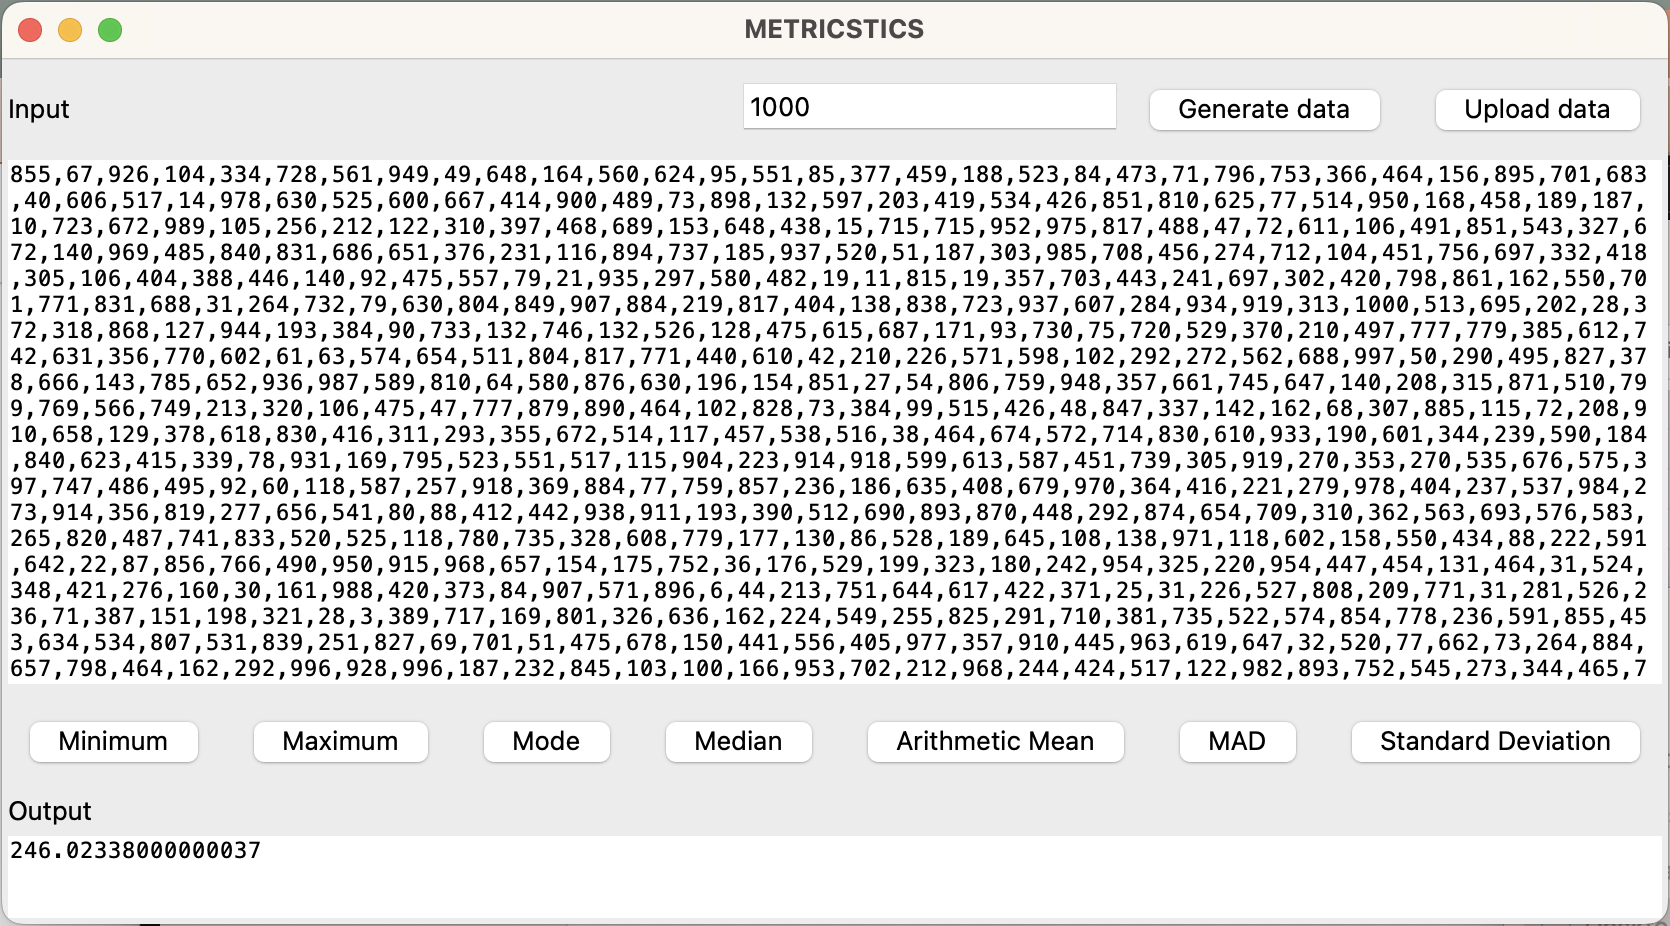 METRICSTICS
Input
1000
Generate data
Upload data
855,67,926,104,334,728,561,949,49,648,164,560,624,95,551,85,377,459,188,523,84,473,71,796,753,366,464,156,895,701,683
,40,606,517,14,978,630,525,600,667,414,900,489,73,898,132,597,203,419,534,426,851,810,625,77,514,950,168,458,189,187,
10,723,672,989,105,256,212,122,310,397,468,689,153,648,438,15,715,715,952,975,817,488,47,72,611,106,491,851,543,327,6
72,140,969,485,840,831,686,651,376,231,116,894,737,185,937,520,51,187,303,985,708,456,274,712,104,451,756,697,332,418
,305,106,404,388,446,140,92,475,557,79,21,935,297,580,482,19,11,815,19,357,703,443,241,697,302,420,798,861,162,550,70
1,771,831,688,31,264,732,79,630,804,849,907,884,219,817,404,138,838,723,937,607,284,934,919,313,1000,513,695,202,28,3
72,318,868,127,944,193,384,90,733,132,746,132,526,128,475,615,687,171,93,730,75,720,529,370,210,497,777,779,385,612,7
42,631,356,770,602,61,63,574,654,511,804,817,771,440,610,42,210,226,571,598,102,292,272,562,688,997,50,290,495,827,37
8,666,143,785,652,936,987,589,810,64,580,876,630,196,154,851,27,54,806,759,948,357,661,745,647,140,208,315,871,510,79
9,769,566,749,213,320,106,475,47,777,879,890,464,102,828,73,384,99,515,426,48,847,337,142,162,68,307,885,115,72,208,9
10,658,129,378,618,830,416,311,293,355,672,514,117,457,538,516,38,464,674,572,714,830,610,933,190,601,344,239,590,184
,840,623,415,339,78,931,169,795,523,551,517,115,904,223,914,918,599,613,587,451,739,305,919,270,353,270,535,676,575,3
97,747,486,495,92,60,118,587,257,918,369,884,77,759,857,236,186,635,408,679,970,364,416,221,279,978,404,237,537,984,2
73,914,356,819,277,656,541,80,88,412,442,938,911,193,390,512,690,893,870,448,292,874,654,709,310,362,563,693,576,583,
265,820,487,741,833,520,525,118,780,735,328,608,779,177,130,86,528,189,645,108,138,971,118,602,158,550,434,88,222,591
,642,22,87,856,766,490,950,915,968,657,154,175,752,36,176,529,199,323,180,242,954,325,220,954,447,454,131,464,31,524,
348,421,276,160,30,161,988,420,373,84,907,571,896,6,44,213,751,644,617,422,371,25,31,226,527,808,209,771,31,281,526,2
36,71,387,151,198,321,28,3,389,717,169,801,326,636,162,224,549,255,825,291,710,381,735,522,574,854,778,236,591,855,45
3,634,534,807,531,839,251,827,69,701,51,475,678,150,441,556,405,977,357,910,445,963,619,647,32,520,77,662,73,264,884,
657,798,464,162,292,996,928,996,187,232,845,103,100,166,953,702,212,968,244,424,517,122,982,893,752,545,273,344,465,7
Minimum
Maximum
Mode
Median
Arithmetic Mean
MAD
Standard Deviation
Output
246.02338000000037